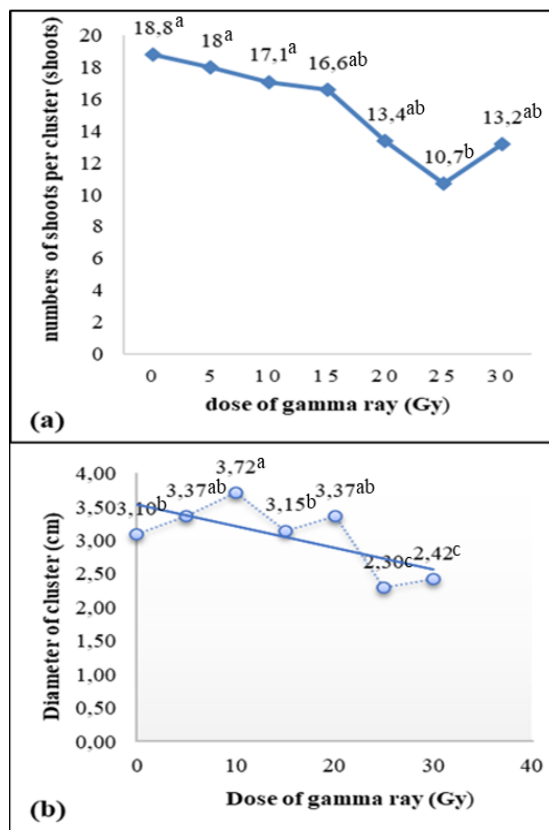 numbers of shoots per cluster (shoots)
20
18
16
14
12
10
8
6
4
2
0
18,8a
18a
17,1a
16,6ab
13,4ab
10,7b
13,2ab
0 5 10 15 20 25 30
dose of gamma ray (Gy)
(a)
Diameter of cluster (cm)
4,00
3,50
3,00
2,50
2,00
1,50
1,00
0,50
0,00
3,10b
3,37ab
3,72a
3,15b
3,37ab
2,30c
2,42c
0 10 20 30 40
Dose of gamma ray (Gy)
(b)